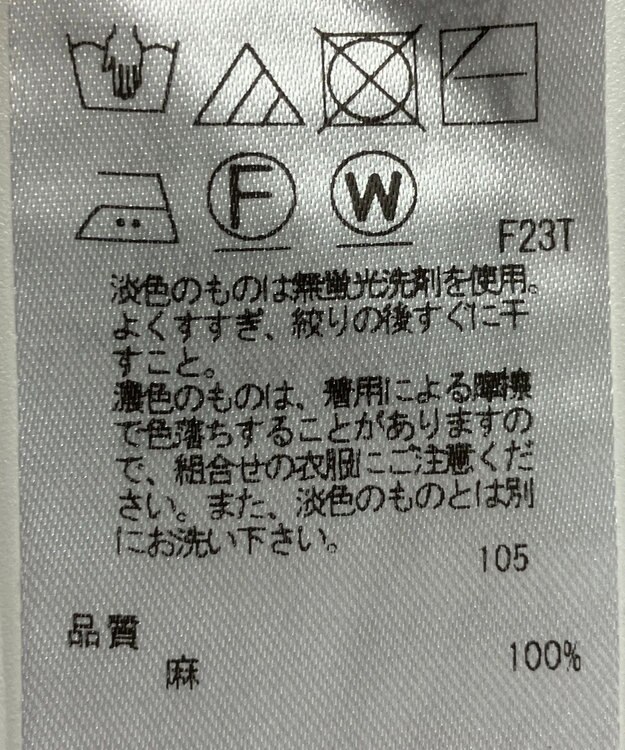 F
W
F23T
淡色のものは無蛍光洗剤を使用。
よくすすぎ、絞りの後すぐに干
すこと。
濃色のものは、着用による摩擦
で色落ちすることがありますの
で、組合せの衣服にご注意くだ
さい。また、淡色のものとは別
にお洗い下さい。
105
品質
麻 100%